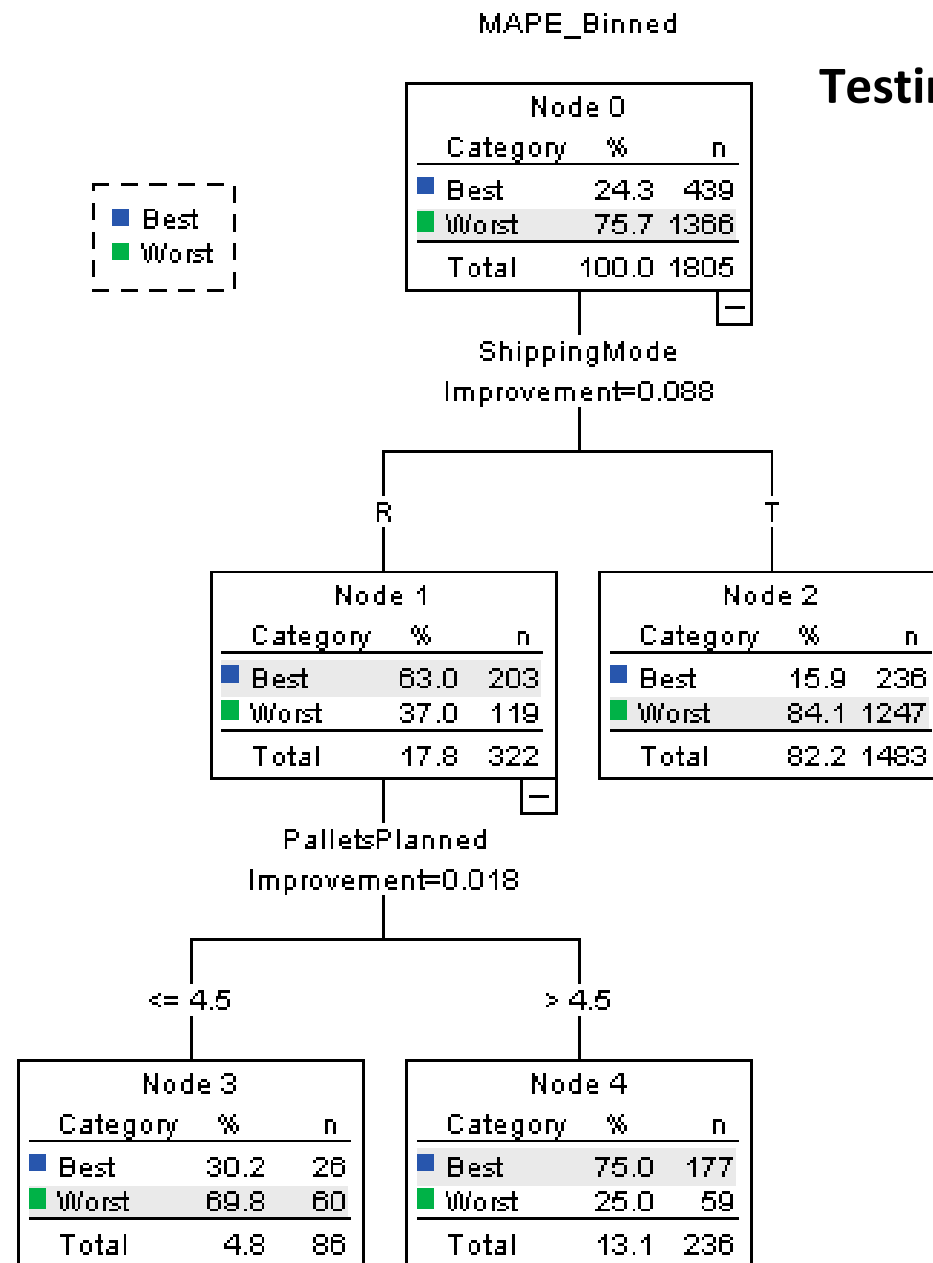 MAPE_Binned
Node 0
Category % n
Best 24.3 439
Worst 75.7 1366
Total 100.0 1805
Best
Worst
ShippingMode
Improvement=0.088
R
T
Node 1
Category % n
Best 63.0 203
Worst 37.0 119
Total 17.8 322
Node 2
Category % n
Best 15.9 236
Worst 84.1 1247
Total 82.2 1483
PalletsPlanned
Improvement=0.018
<= 4.5
> 4.5
Node 3
Category % n
Best 30.2 26
Worst 69.8 60
Total 4.8 86
Node 4
Category % n
Best 75.0 177
Worst 25.0 59
Total 13.1 236